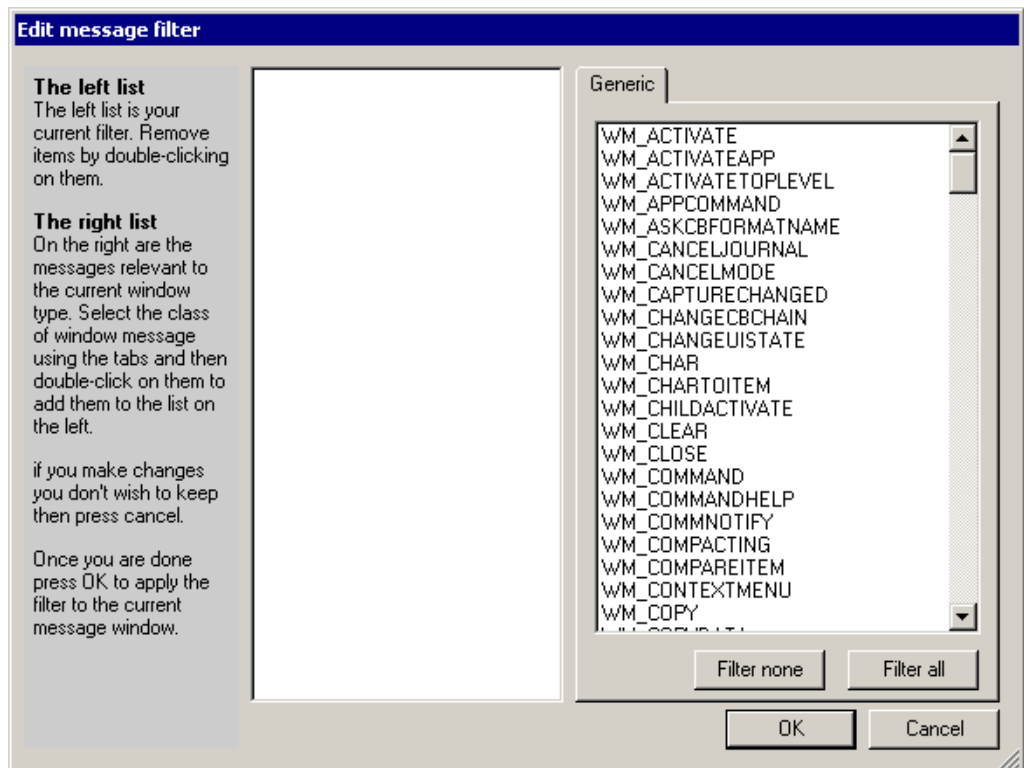 Edit message filter
The left list
The left list is your
current filter. Remove
items by double-clicking
on them.
The right list
On the right are the
messages relevant to
the current window
type. Select the class
of window message
using the tabs and then
double-click on them to
add them to the list on
the left.
if you make changes
you don't wish to keep
then press cancel.
Once you are done
press OK to apply the
filter to the current
message window.
Generic
WM_ACTIVATE
WM_ACTIVATEAPP
WM_ACTIVATETOPLEVEL
WM_APPCOMMAND
WM_ASKCBFORMATNAME
WM_CANCELJOURNAL
WM_CANCELMODE
WM_CAPTURECHANGED
WM_CHANGECBCHAIN
WM_CHANGEUISTATE
WM_CHAR
WM_CHARTOITEM
WM_CHILDACTIVATE
WM_CLEAR
WM_CLOSE
WM_COMMAND
WM_COMMANDHELP
WM_COMMNOTIFY
WM_COMPACTING
WM_COMPAREITEM
WM_CONTEXTMENU
WM_COPY
Filter none
Filter all
OK
Cancel